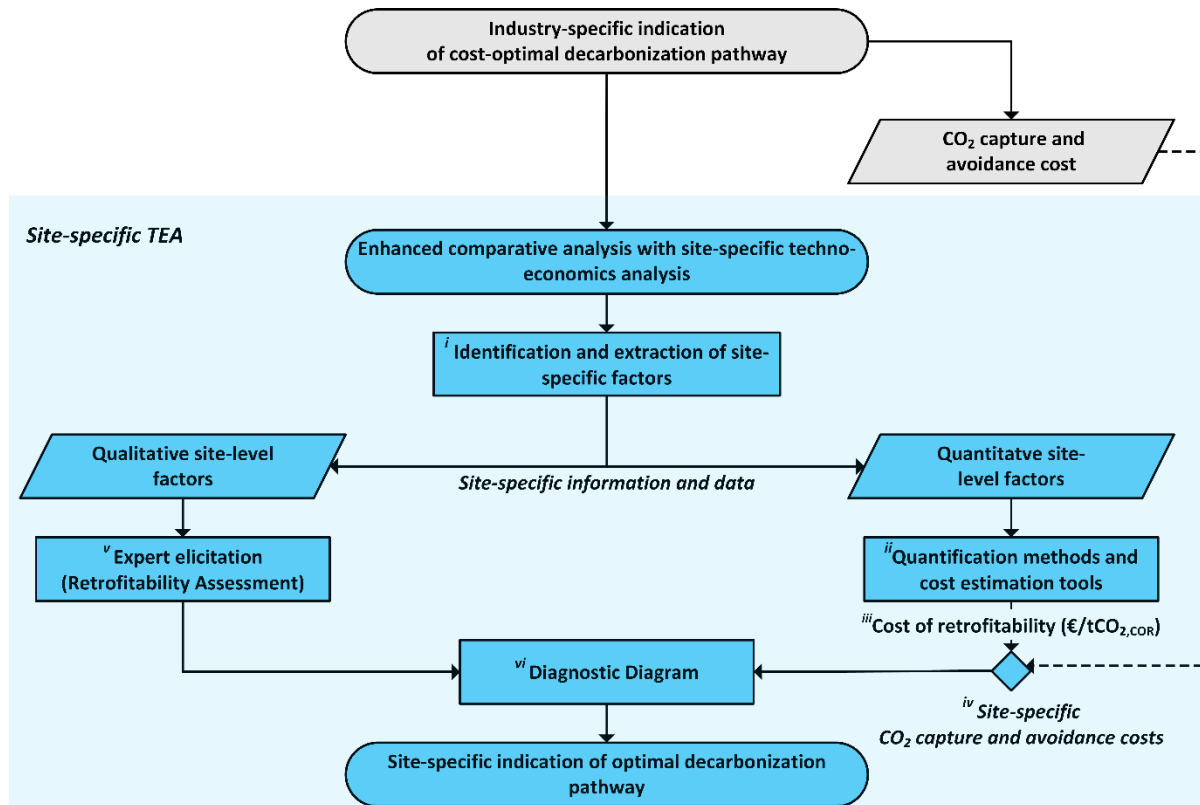 Industry-specific indication
of cost-optimal decarbonization pathway
CO₂ capture and
avoidance cost
Site-specific TEA
Enhanced comparative analysis with site-specific techno-
economics analysis
i Identification and extraction of site-
specific factors
Qualitative site-level
factors
Site-specific information and data
Quantitatve site-
level factors
v Expert elicitation
(Retrofitability Assessment)
ii Quantification methods and
cost estimation tools
iii Cost of retrofitability (€/tCO₂,COR)
vi Diagnostic Diagram
iv Site-specific
CO₂ capture and avoidance costs
Site-specific indication of optimal decarbonization
pathway